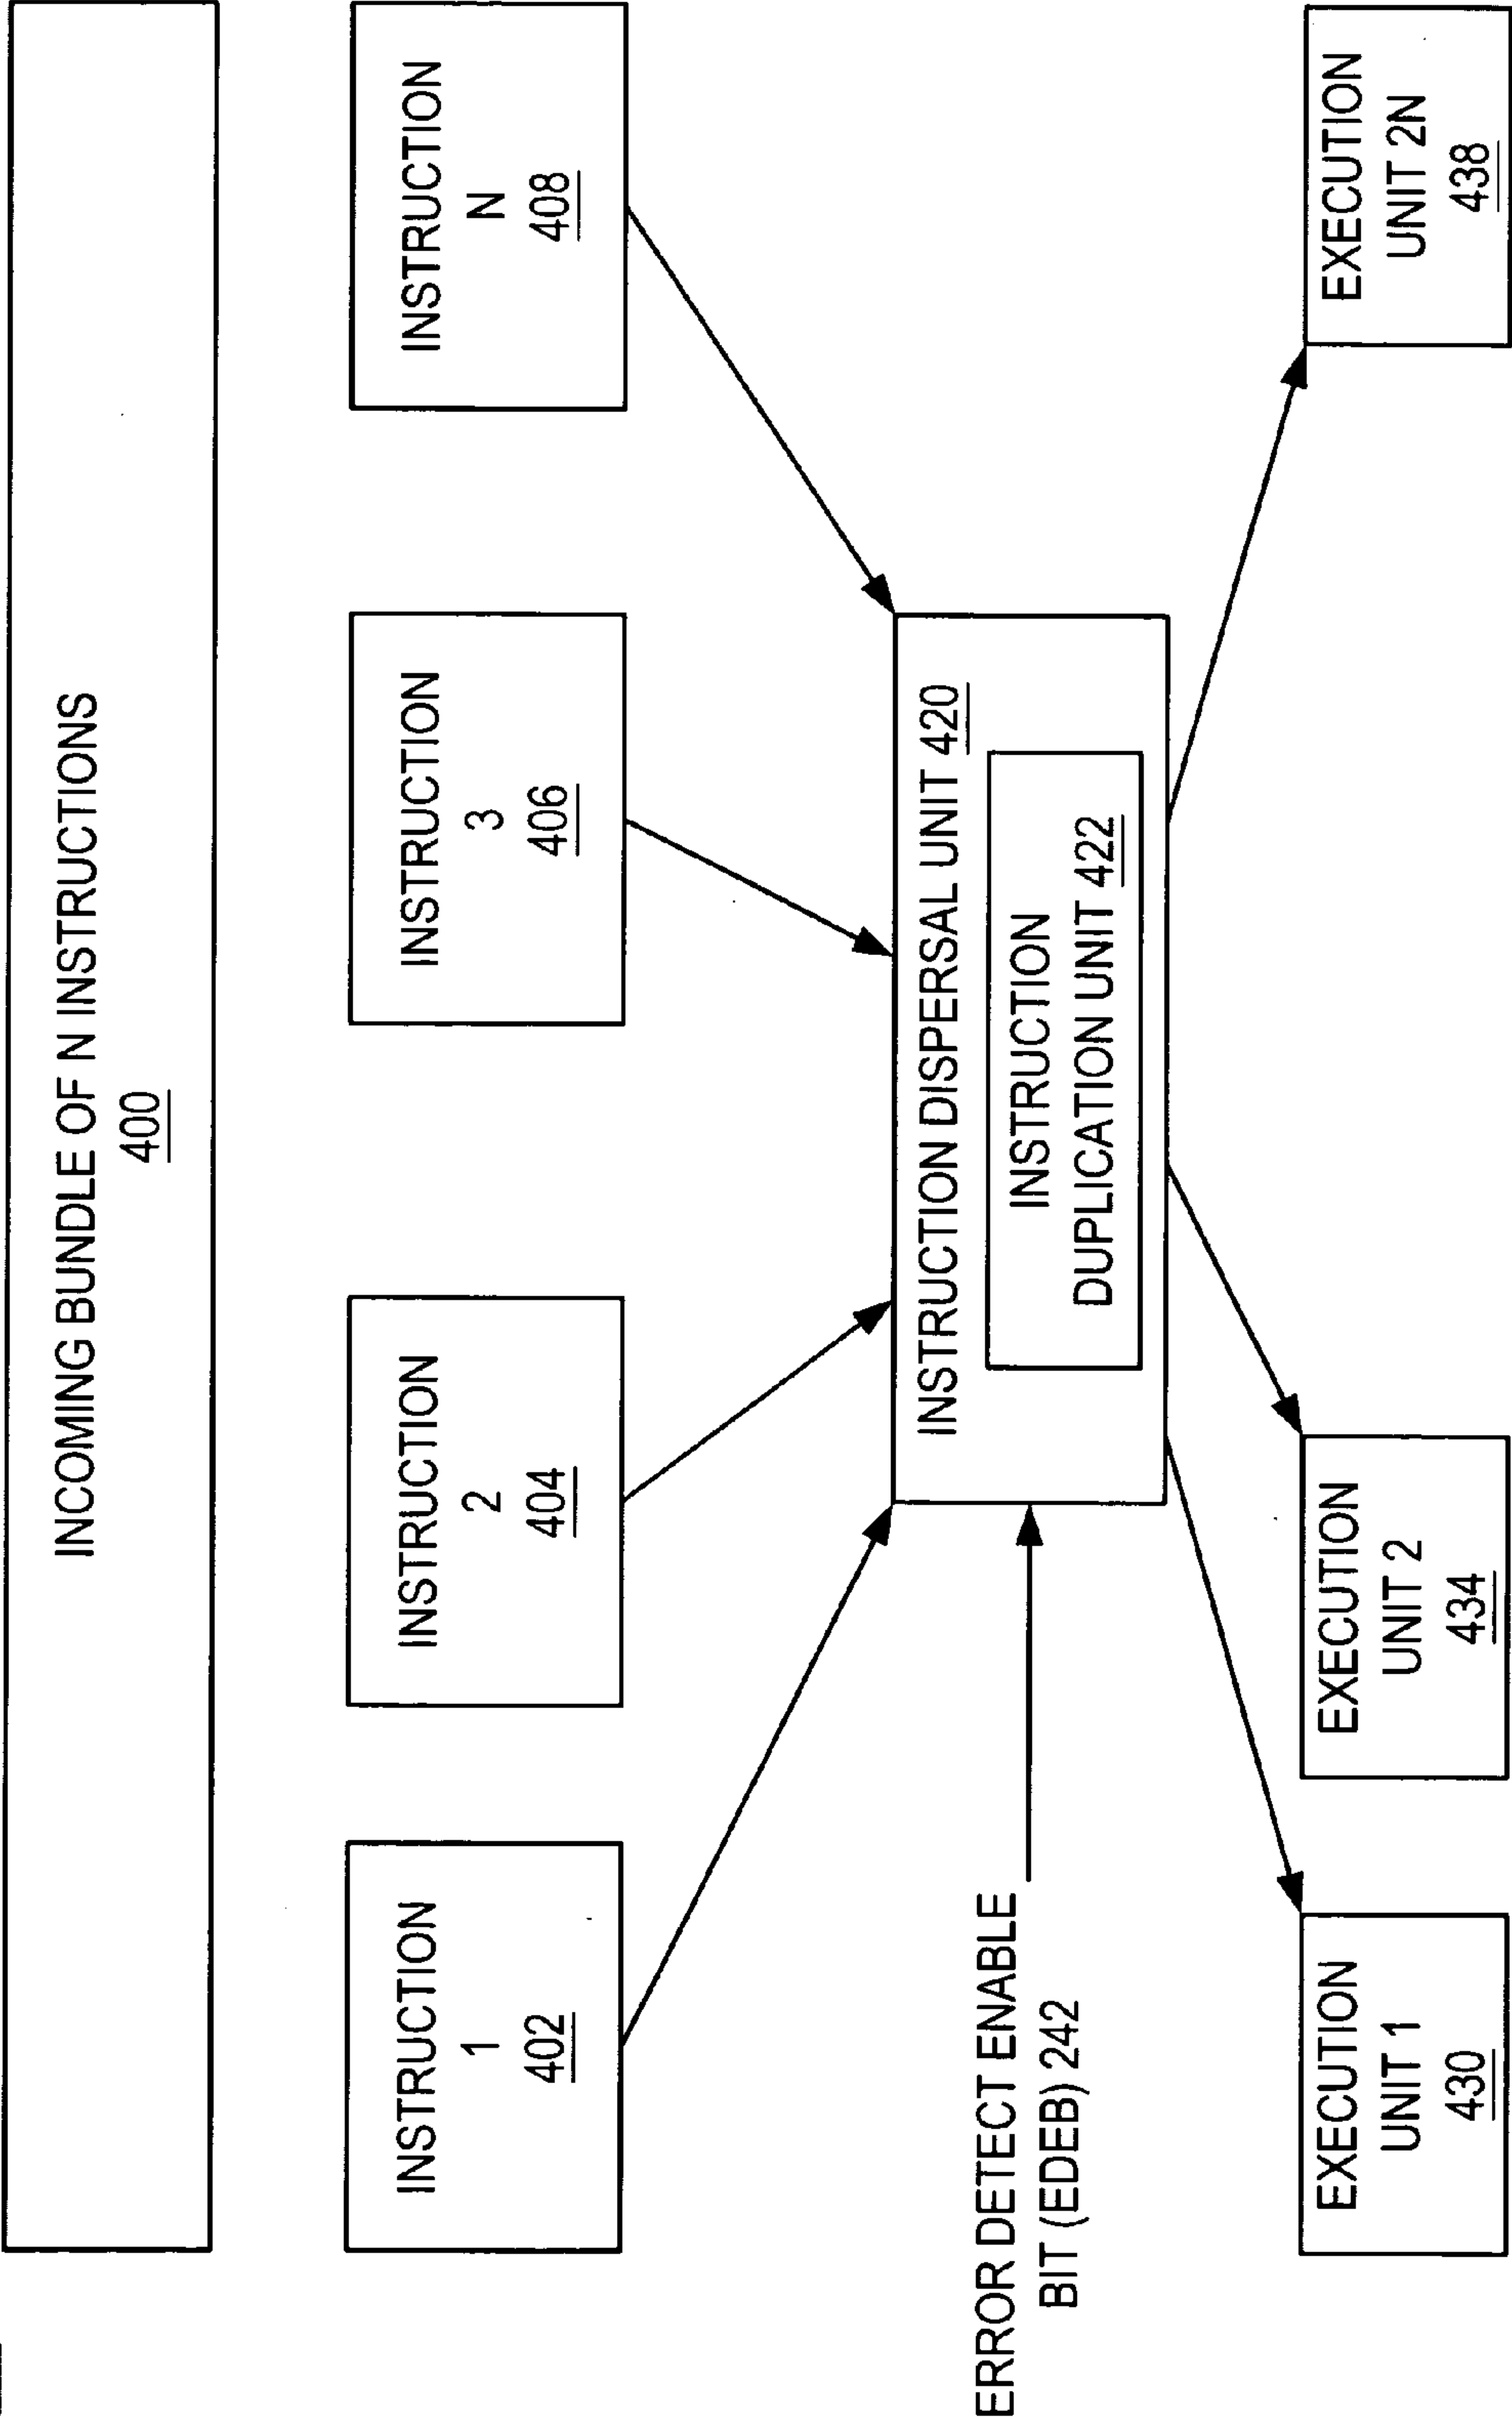 INCOMING BUNDLE OF N INSTRUCTIONS
400
INSTRUCTION
1
402
INSTRUCTION
2
404
INSTRUCTION
3
406
INSTRUCTION
N
408
ERROR DETECT ENABLE
BIT (EDEB) 242
INSTRUCTION DISPERSAL UNIT 420
INSTRUCTION
DUPLICATION UNIT 422
EXECUTION
UNIT 1
430
EXECUTION
UNIT 2
434
EXECUTION
UNIT 2N
438